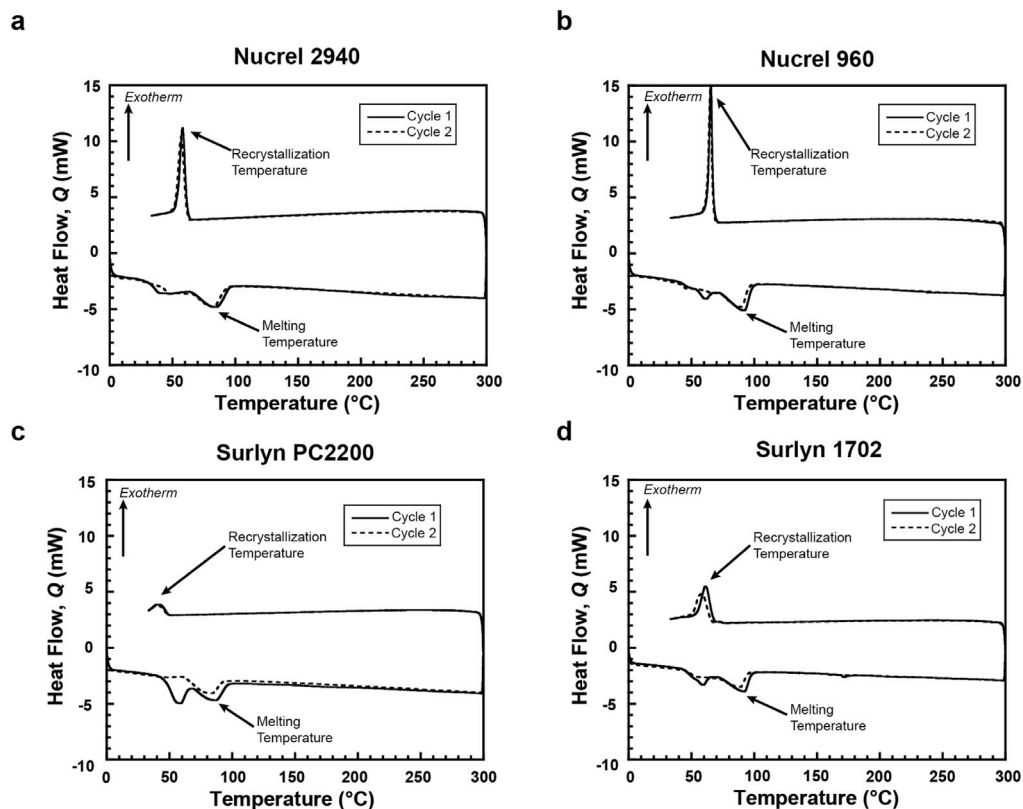 a
Nucrel 2940
15
10
5
0
-5
-10
Heat Flow, Q (mW)
Exotherm
Cycle 1
Cycle 2
Recrystallization
Temperature
Melting
Temperature
0 50 100 150 200 250 300
Temperature (°C)
b
Nucrel 960
15
10
5
0
-5
-10
Heat Flow, Q (mW)
Exotherm
Cycle 1
Cycle 2
Recrystallization
Temperature
Melting
Temperature
0 50 100 150 200 250 300
Temperature (°C)
c
Surlyn PC2200
15
10
5
0
-5
-10
Heat Flow, Q (mW)
Exotherm
Cycle 1
Cycle 2
Recrystallization
Temperature
Melting
Temperature
0 50 100 150 200 250 300
Temperature (°C)
d
Surlyn 1702
15
10
5
0
-5
-10
Heat Flow, Q (mW)
Exotherm
Cycle 1
Cycle 2
Recrystallization
Temperature
Melting
Temperature
0 50 100 150 200 250 300
Temperature (°C)